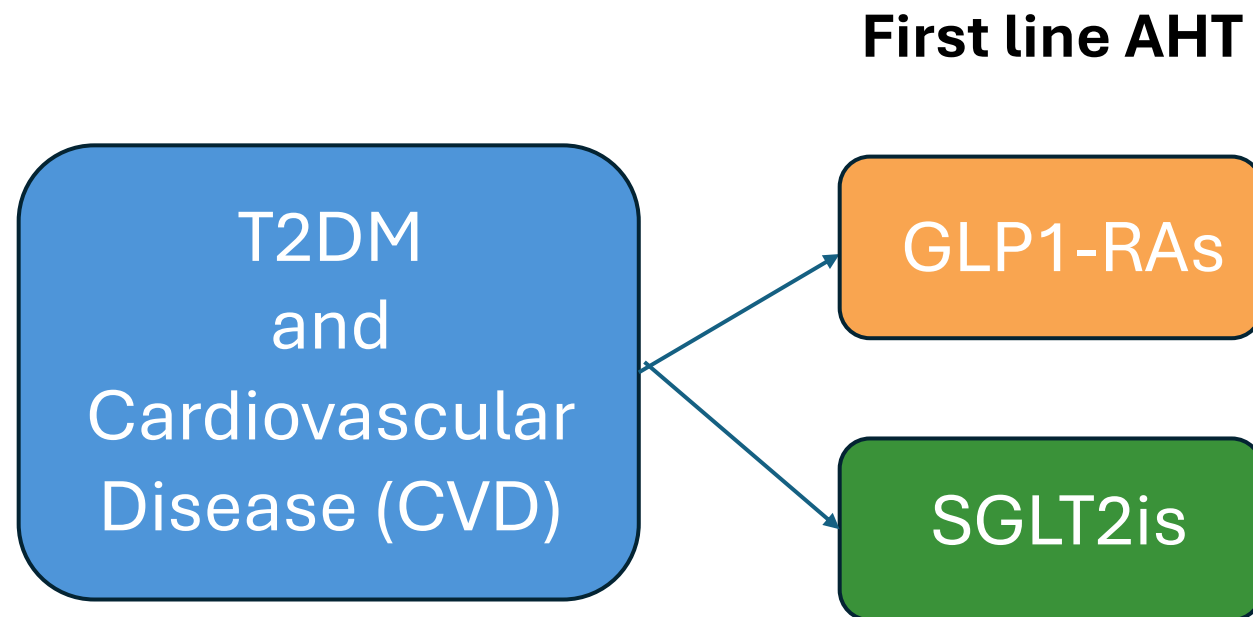 First line AHT
T2DM
and
Cardiovascular
Disease (CVD)
GLP1-RAs
SGLT2is